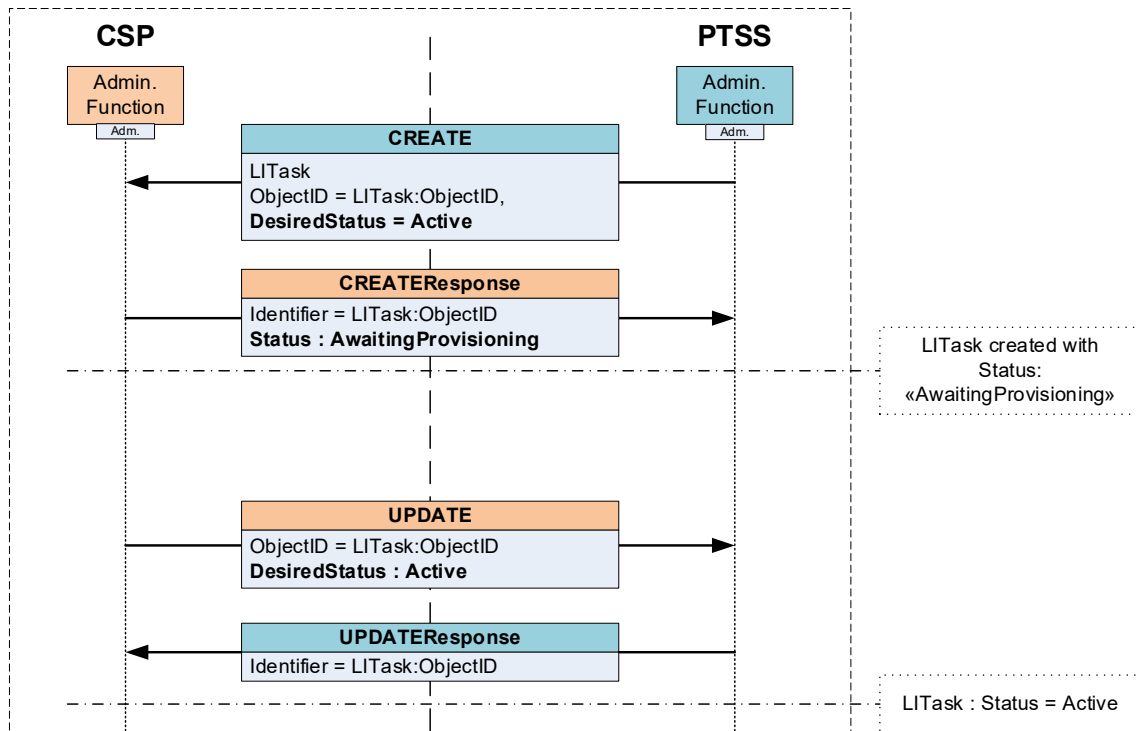 CSP
PTSS
Admin.
Function
Adm.
Admin.
Function
Adm.
CREATE
LITask
ObjectID = LITask:ObjectID,
DesiredStatus = Active
CREATEResponse
Identifier = LITask:ObjectID
Status : AwaitingProvisioning
LITask created with
Status:
«AwaitingProvisioning»
UPDATE
ObjectID = LITask:ObjectID
DesiredStatus : Active
UPDATEResponse
Identifier = LITask:ObjectID
LITask : Status = Active